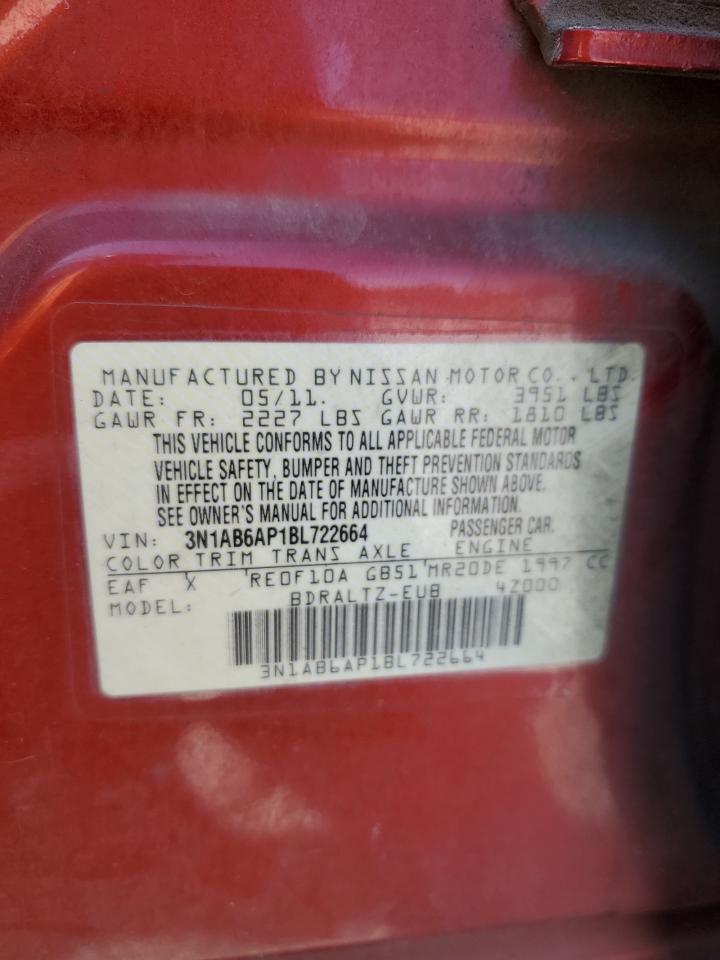 MANUFACTURED BY NISSAN MOTOR CO., LTD.
DATE: 05/11. GVWR: 3951 LBS
GAWR FR: 2227 LBS GAWR RR: 1810 LBS
THIS VEHICLE CONFORMS TO ALL APPLICABLE FEDERAL MOTOR
VEHICLE SAFETY, BUMPER AND THEFT PREVENTION STANDARDS
IN EFFECT ON THE DATE OF MANUFACTURE SHOWN ABOVE.
SEE OWNER'S MANUAL FOR ADDITIONAL INFORMATION.
VIN: 3N1AB6AP1BL722664 PASSENGER CAR.
COLOR TRIM TRANS AXLE ENGINE
EAF X RE0F10A GB51 MR20DE 1997 CC
MODEL: BDRALTZ-EUB 4Z000
3N1AB6AP1BL722664